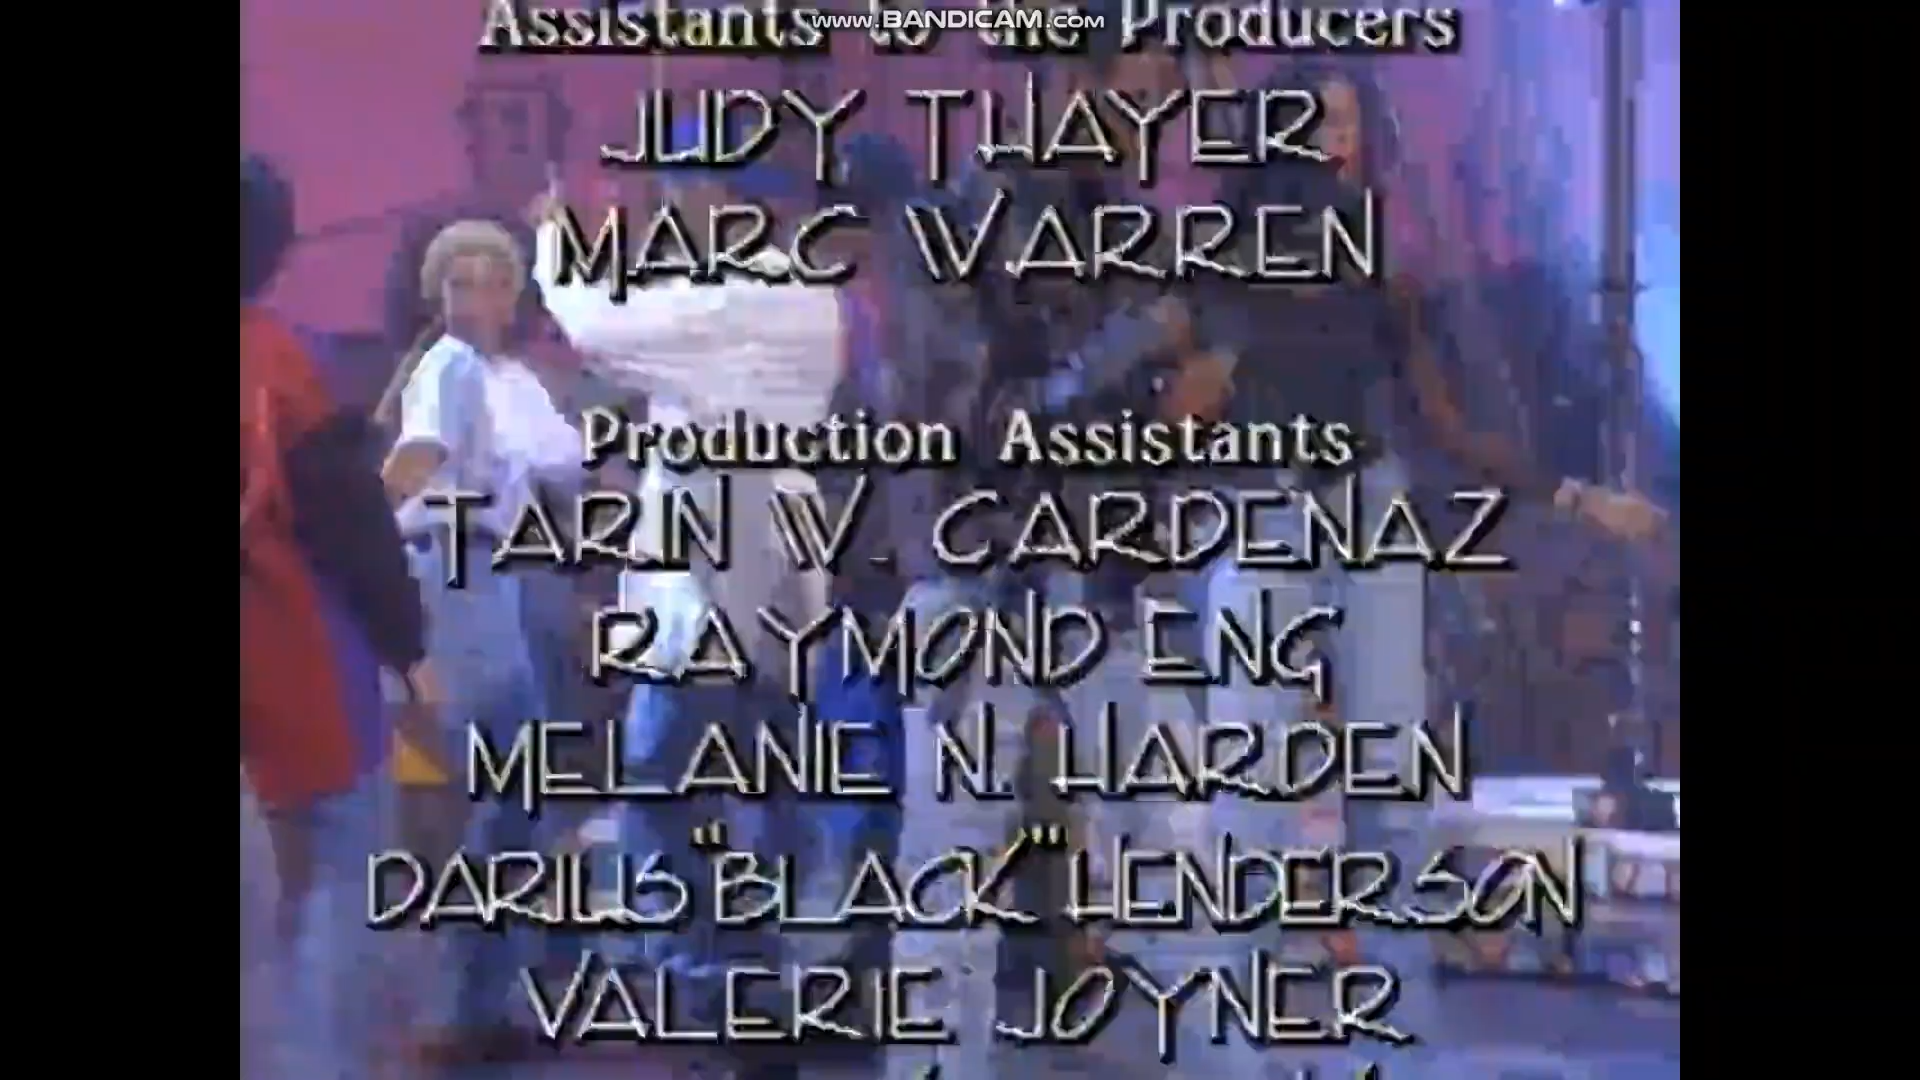 www.BANDICAM.com
Assistants to the Producers
JUDY THAYER
MARC WARREN
Production Assistants
TARIN W. CARDENAZ
RAYMOND ENG
MELANIE N. HARDEN
DARIUS "BLACK" HENDERSON
VALERIE JOYNER